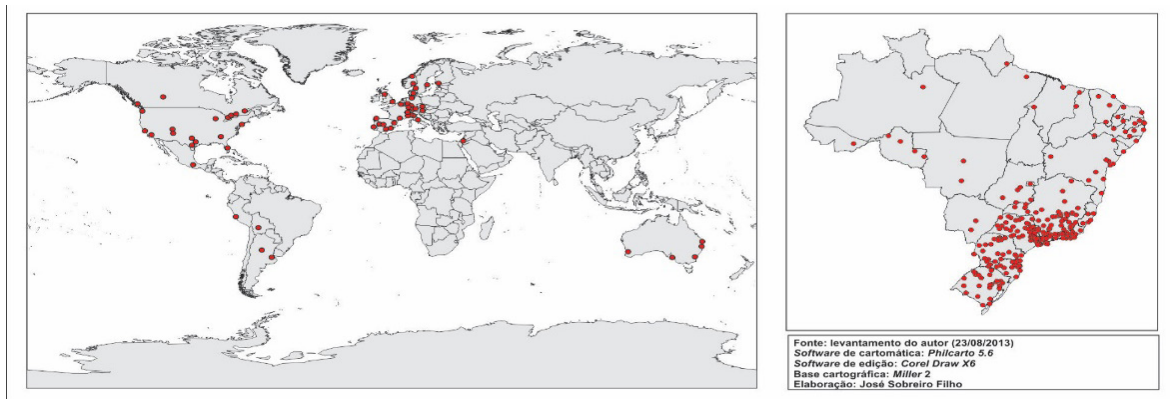 Fonte: levantamento do autor (23/08/2013)
Software de cartomática: Philcarto 5.6
Software de edição: Corel Draw X6
Base cartográfica: Miller 2
Elaboração: José Sobreiro Filho